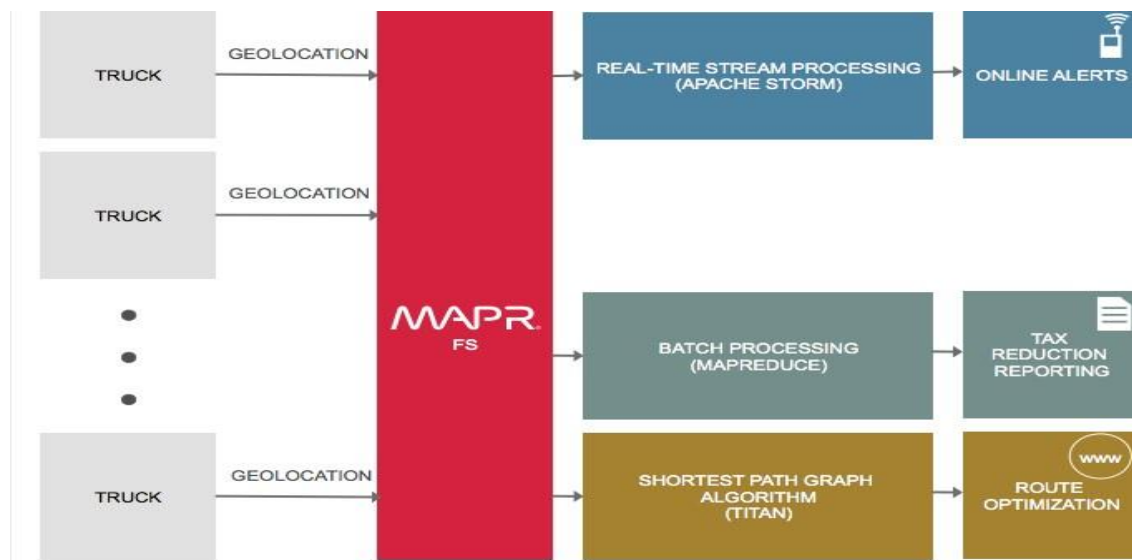 TRUCK
GEOLOCATION
REAL-TIME STREAM PROCESSING
(APACHE STORM)
ONLINE ALERTS
TRUCK
GEOLOCATION
MAPR
FS
BATCH PROCESSING
(MAPREDUCE)
TAX
REDUCTION
REPORTING
TRUCK
GEOLOCATION
SHORTEST PATH GRAPH
ALGORITHM
(TITAN)
www
ROUTE
OPTIMIZATION